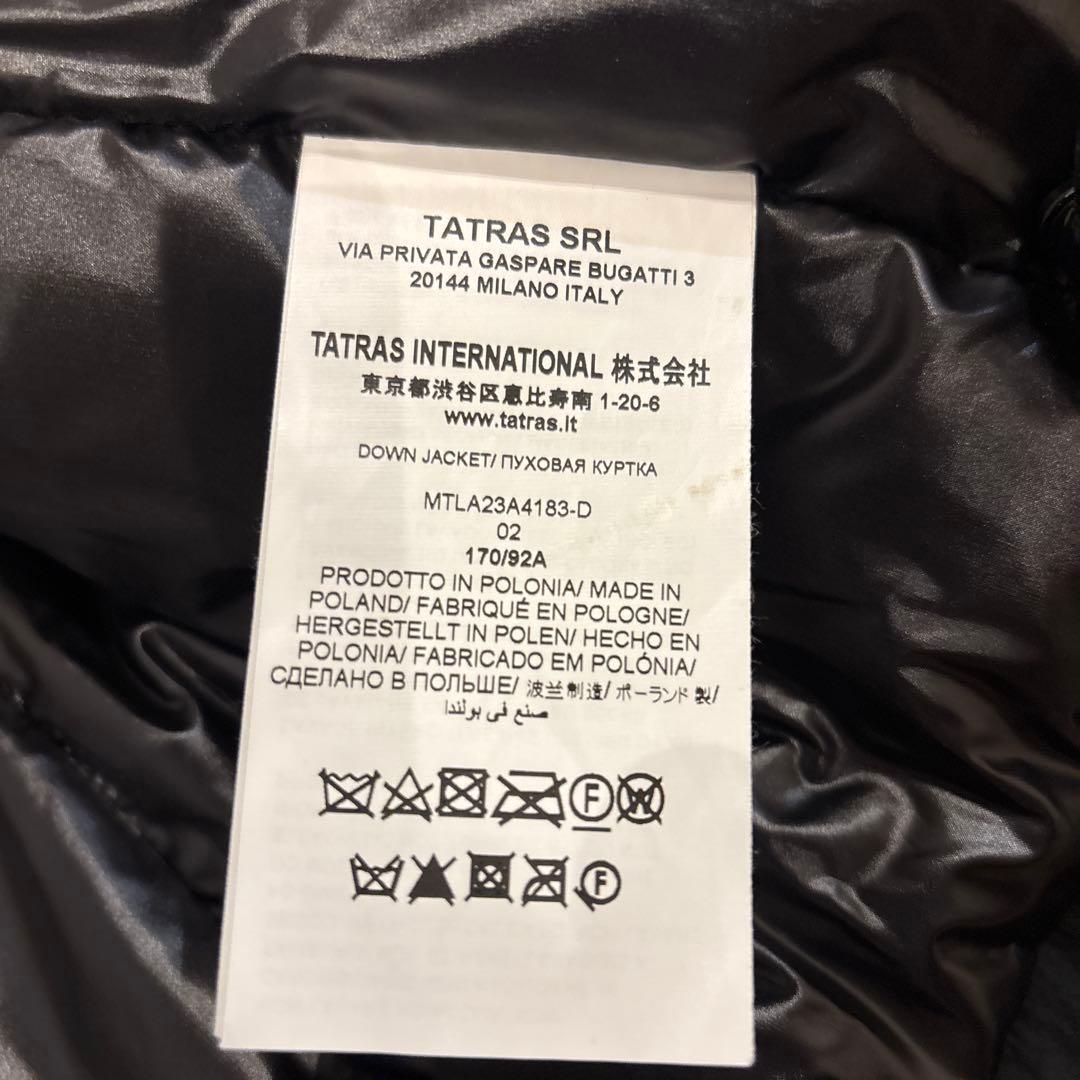 TATRAS SRL
VIA PRIVATA GASPARE BUGATTI 3
20144 MILANO ITALY
TATRAS INTERNATIONAL 株式会社
東京都渋谷区恵比寿南 1-20-6
www.tatras.it
DOWN JACKET/ ПУХОВАЯ КУРТКА
MTLA23A4183-D
02
170/92A
PRODOTTO IN POLONIA/ MADE IN
POLAND/ FABRIQUÉ EN POLOGNE/
HERGESTELLT IN POLEN/ HECHO EN
POLONIA/ FABRICADO EM POLÓNIA/
СДЕЛАНО В ПОЛЬШЕ/ 波兰制造/ ポーランド 製/
صنع في بولندا
F W
F